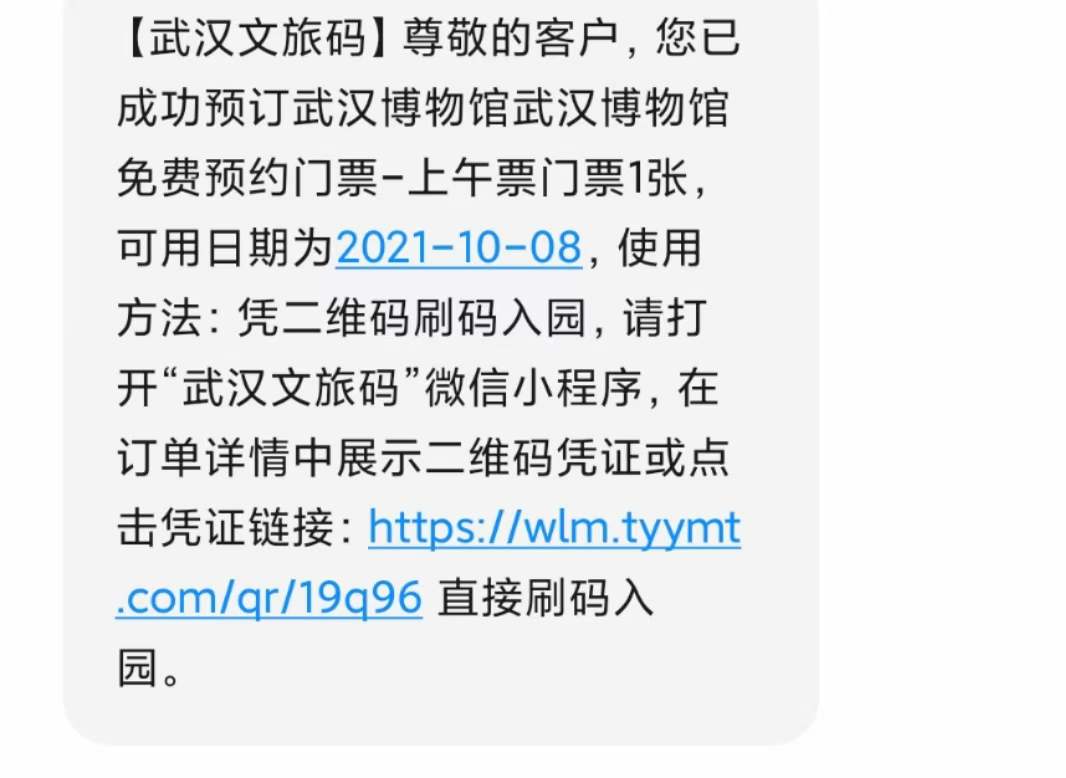 【武汉文旅码】尊敬的客户，您已
成功预订武汉博物馆武汉博物馆
免费预约门票-上午票门票1张，
可用日期为2021-10-08，使用
方法：凭二维码刷码入园，请打
开“武汉文旅码”微信小程序，在
订单详情中展示二维码凭证或点
击凭证链接：https://wlm.tyymt
.com/qr/19q96 直接刷码入
园。